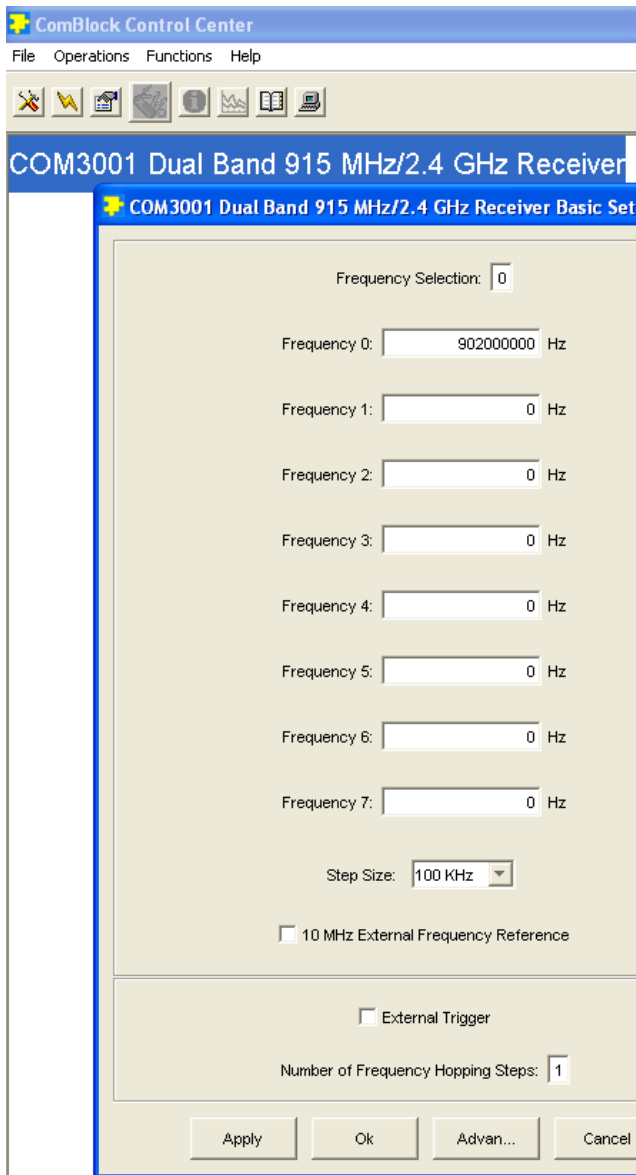 ComBlock Control Center
File Operations Functions Help
COM3001 Dual Band 915 MHz/2.4 GHz Receiver
COM3001 Dual Band 915 MHz/2.4 GHz Receiver Basic Set
Frequency Selection: 0
Frequency 0: 902000000 Hz
Frequency 1: 0 Hz
Frequency 2: 0 Hz
Frequency 3: 0 Hz
Frequency 4: 0 Hz
Frequency 5: 0 Hz
Frequency 6: 0 Hz
Frequency 7: 0 Hz
Step Size: 100 KHz
10 MHz External Frequency Reference
External Trigger
Number of Frequency Hopping Steps: 1
Apply Ok Advan... Cancel